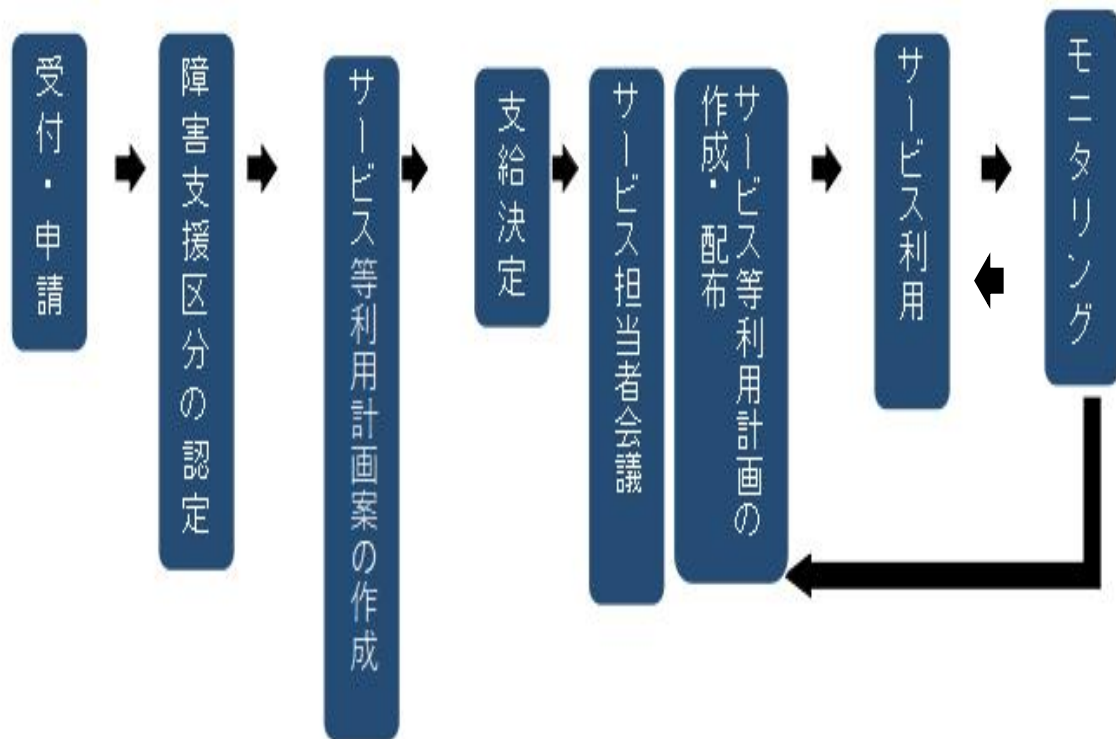 受付・申請
障害支援区分の認定
サービス等利用計画案の作成
支給決定
サービス担当者会議
サービス等利用計画の
作成・配布
サービス利用
モニタリング